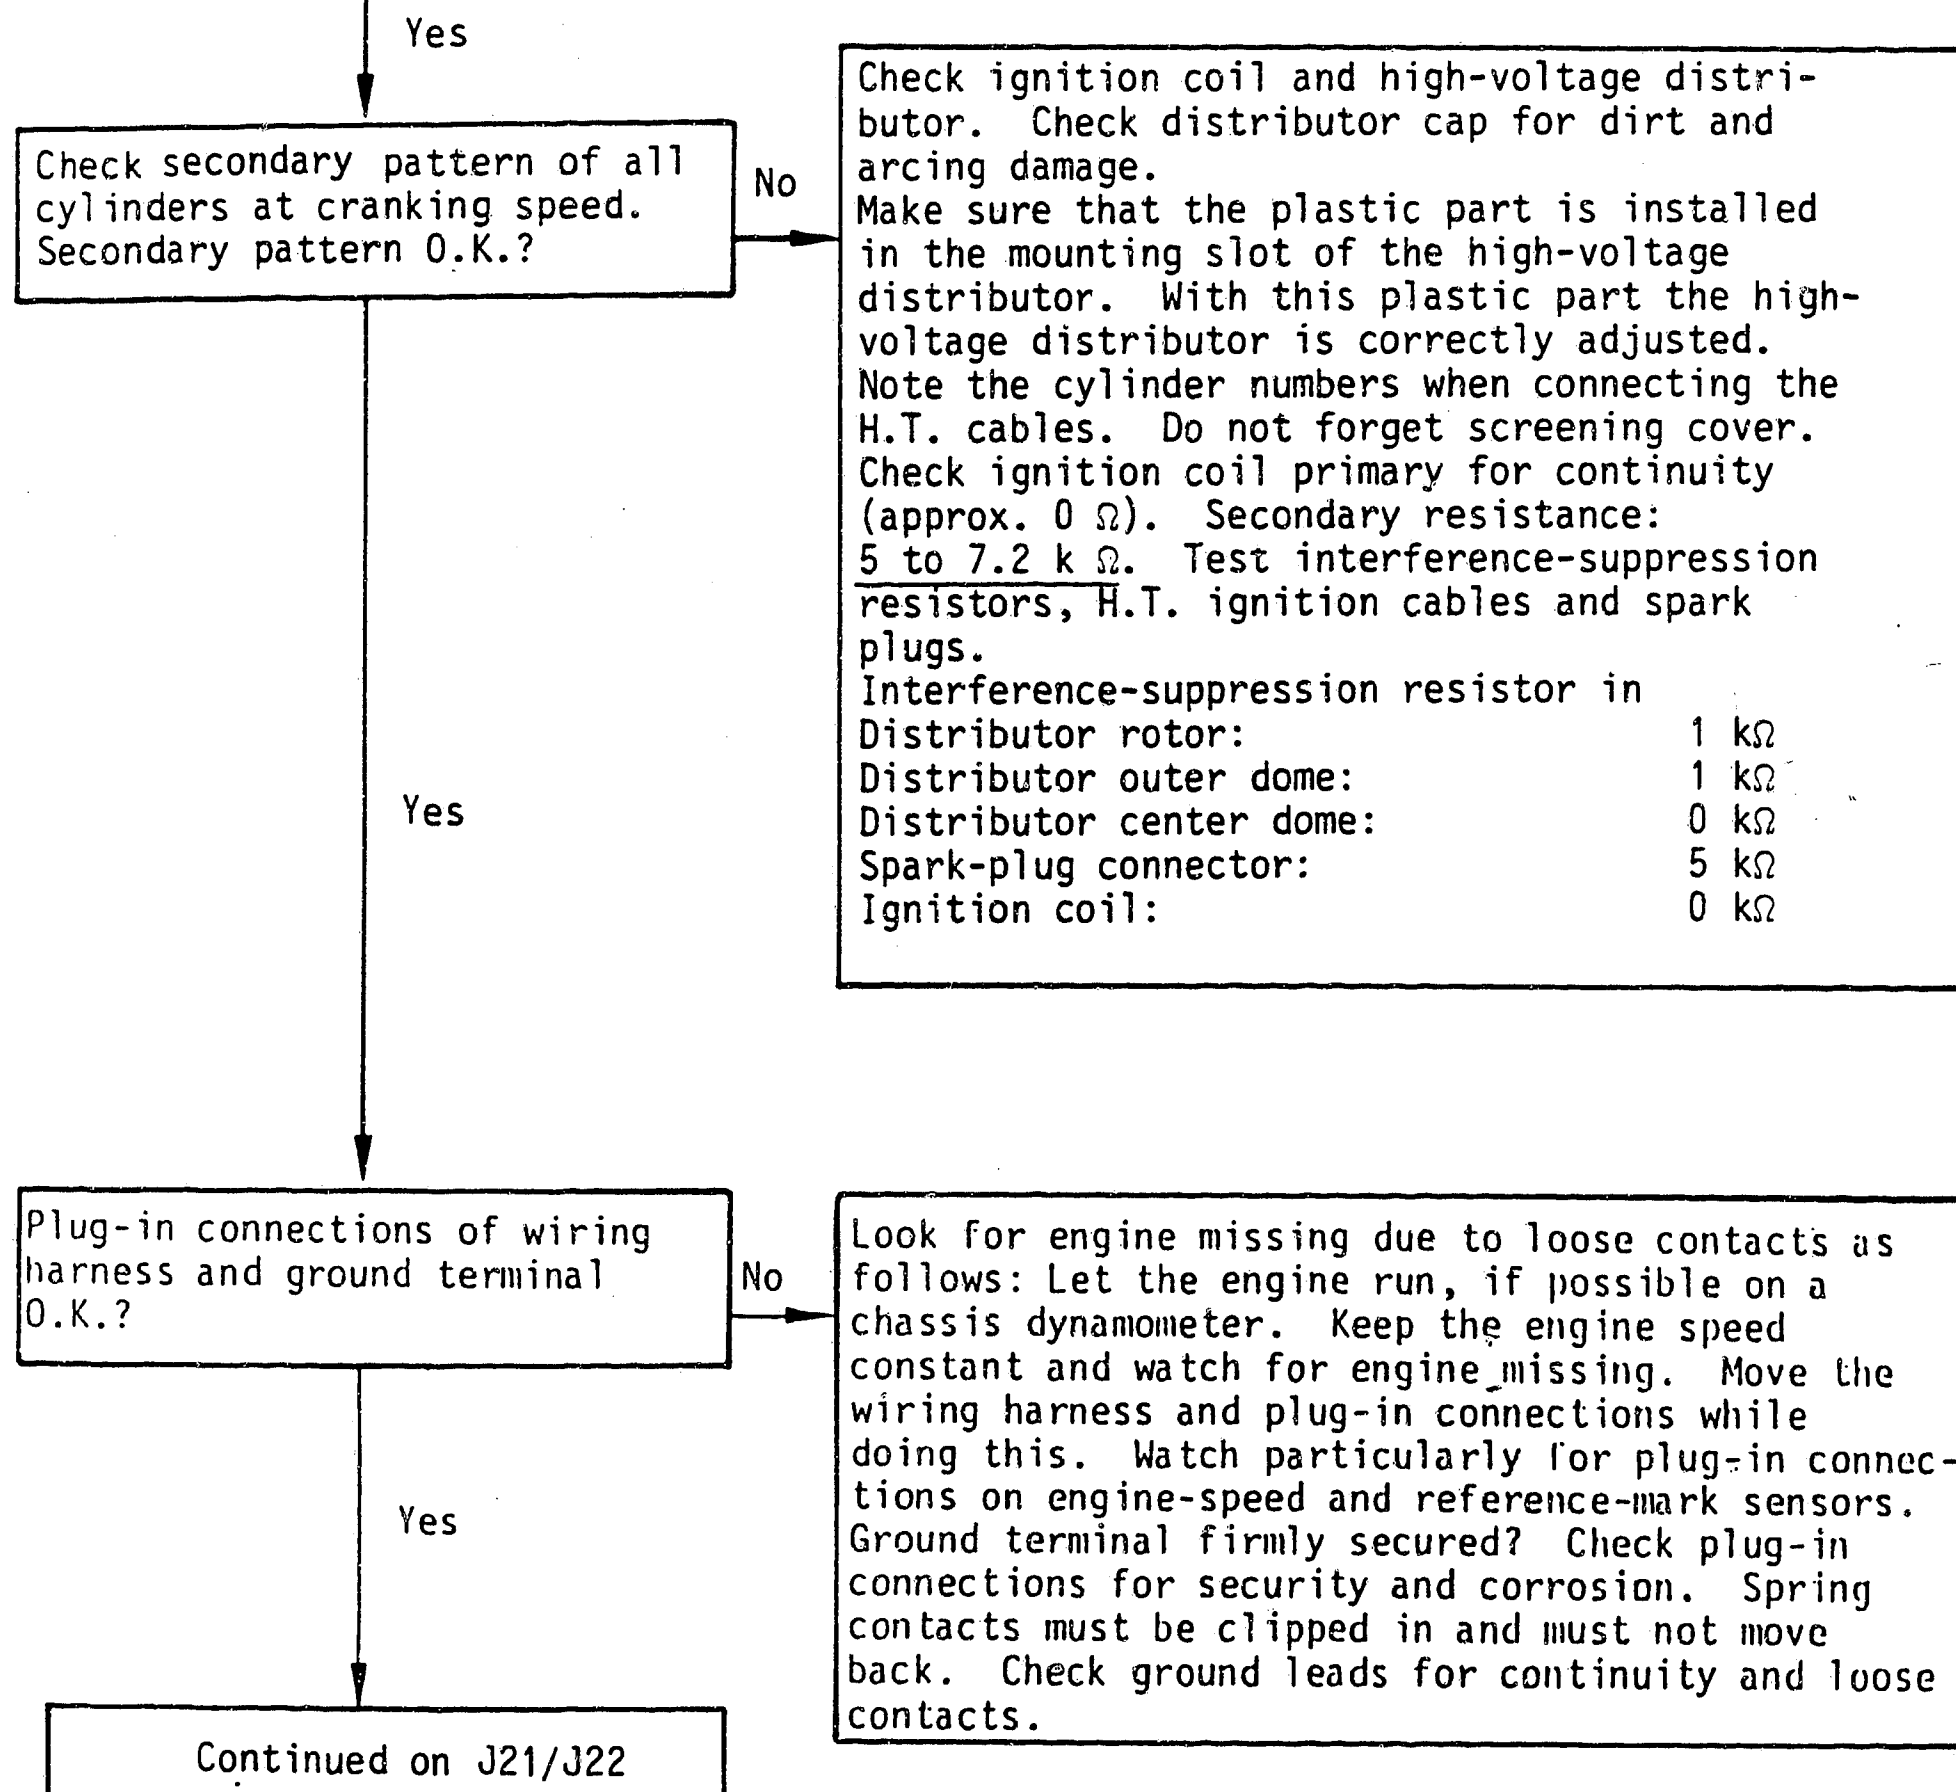 Yes
Check secondary pattern of all
cylinders at cranking speed.
Secondary pattern O.K.?
No
Check ignition coil and high-voltage distri-
butor. Check distributor cap for dirt and
arcing damage.
Make sure that the plastic part is installed
in the mounting slot of the high-voltage
distributor. With this plastic part the high-
voltage distributor is correctly adjusted.
Note the cylinder numbers when connecting the
H.T. cables. Do not forget screening cover.
Check ignition coil primary for continuity
(approx. 0 Ω). Secondary resistance:
5 to 7.2 k Ω. Test interference-suppression
resistors, H.T. ignition cables and spark
plugs.
Interference-suppression resistor in
Distributor rotor: 1 kΩ
Distributor outer dome: 1 kΩ
Distributor center dome: 0 kΩ
Spark-plug connector: 5 kΩ
Ignition coil: 0 kΩ
Yes
Plug-in connections of wiring
harness and ground terminal
O.K.?
No
Look for engine missing due to loose contacts as
follows: Let the engine run, if possible on a
chassis dynamometer. Keep the engine speed
constant and watch for engine missing. Move the
wiring harness and plug-in connections while
doing this. Watch particularly for plug-in connec-
tions on engine-speed and reference-mark sensors.
Ground terminal firmly secured? Check plug-in
connections for security and corrosion. Spring
contacts must be clipped in and must not move
back. Check ground leads for continuity and loose
contacts.
Yes
Continued on J21/J22